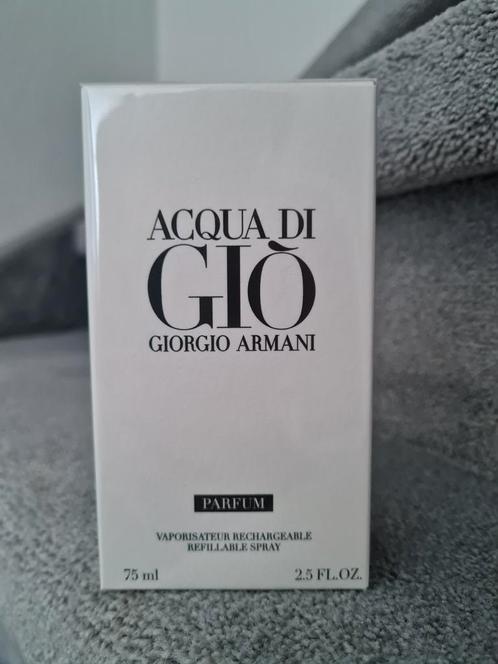 ACQUA DI
GIÒ
GIORGIO ARMANI
PARFUM
VAPORISATEUR RECHARGEABLE
REFILLABLE SPRAY
75 ml 2.5 FL.OZ.